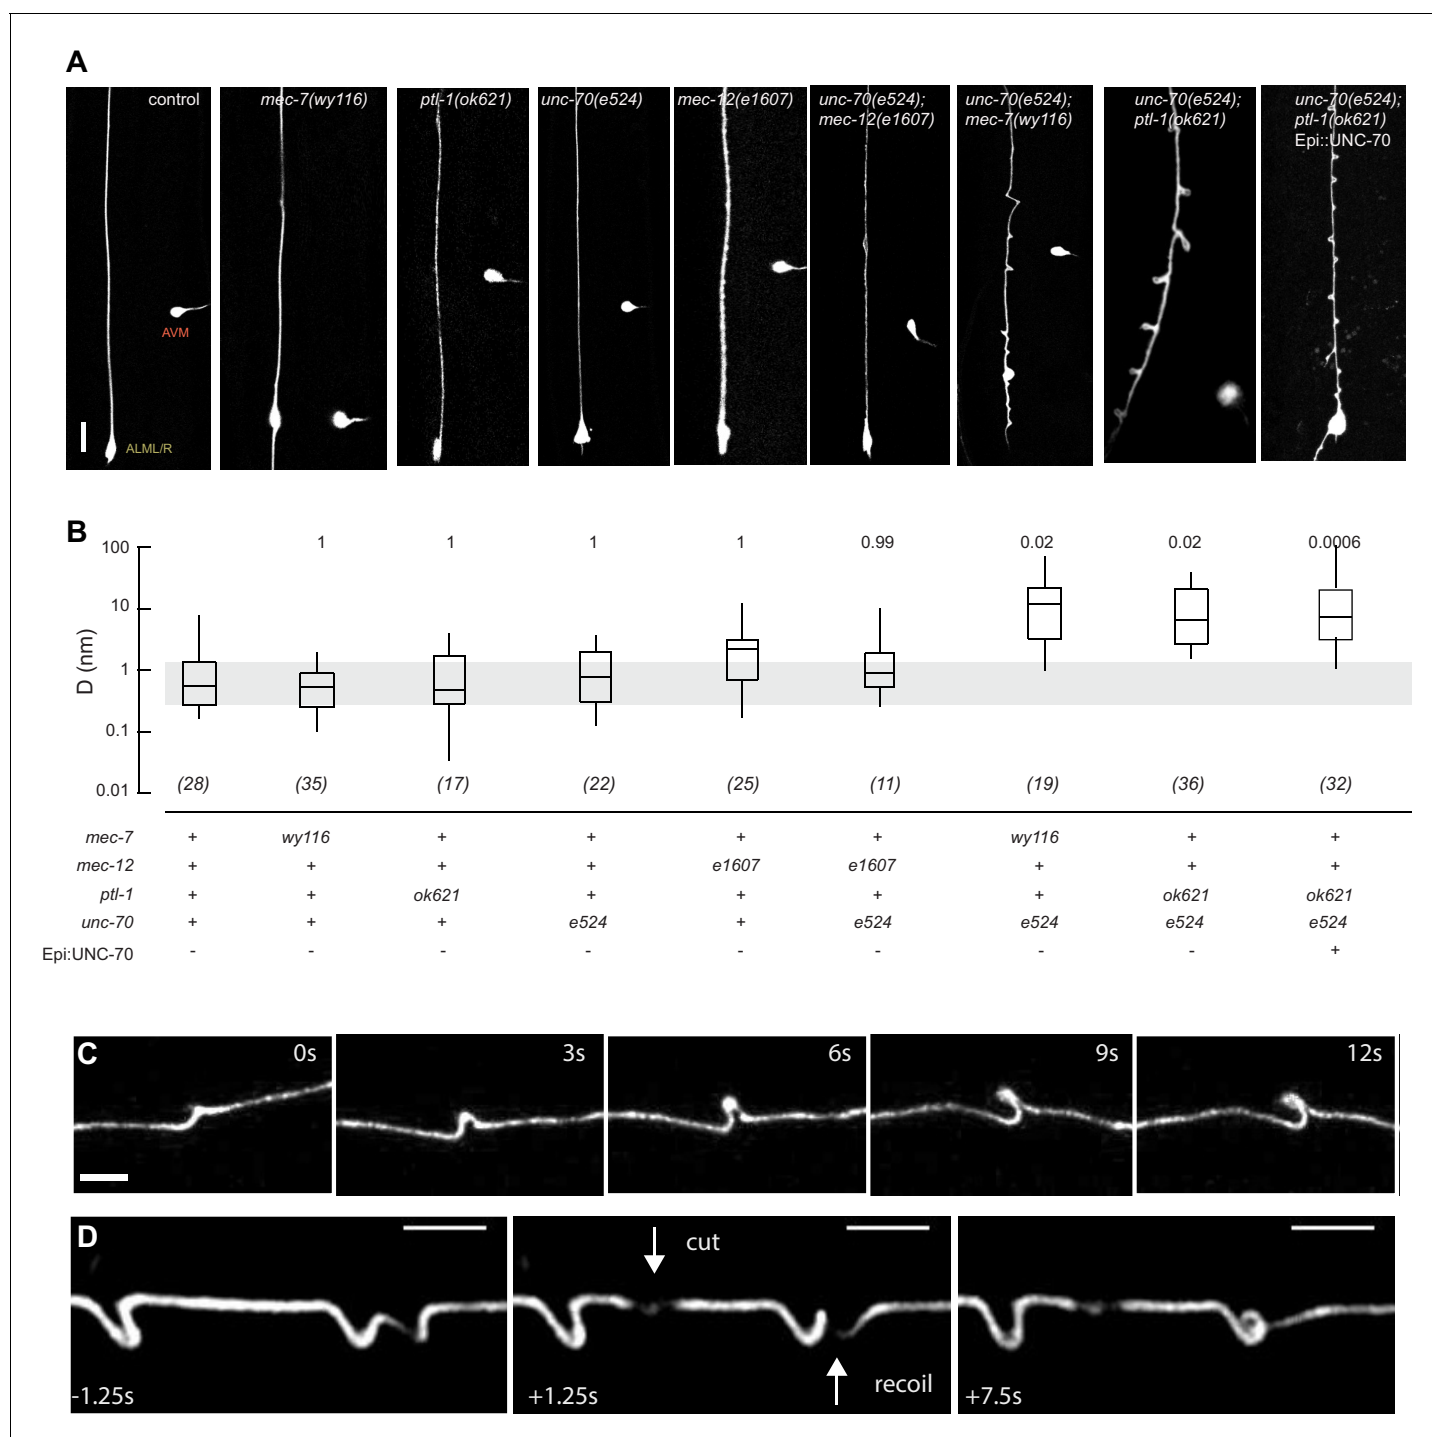 A
control
mec-7(wy116)
ptl-1(ok621)
unc-70(e524)
mec-12(e1607)
unc-70(e524);
mec-12(e1607)
unc-70(e524);
mec-7(wy116)
unc-70(e524);
ptl-1(ok621)
unc-70(e524);
ptl-1(ok621)
Epi::UNC-70
AVM
ALML/R
B
1 1 1 1 0.99 0.02 0.02 0.0006
100
10
1
0.1
0.01
D (nm)
(28) (35) (17) (22) (25) (11) (19) (36) (32)
mec-7 + wy116 + + + + wy116 + +
mec-12 + + + + e1607 e1607 + + +
ptl-1 + + ok621 + + + + ok621 ok621
unc-70 + + + e524 + e524 e524 e524 e524
Epi:UNC-70 - - - - - - - - +
C
0s
3s
6s
9s
12s
D
-1.25s
cut
recoil
+1.25s
+7.5s